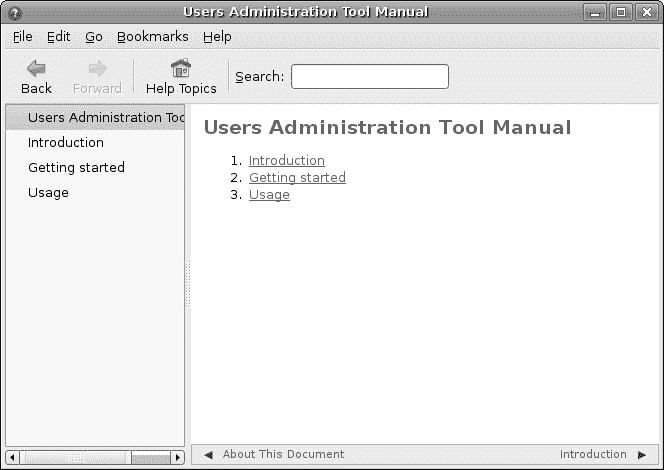 Users Administration Tool Manual
File Edit Go Bookmarks Help
Back Forward Help Topics Search:
Users Administration Too
Introduction
Getting started
Usage
Users Administration Tool Manual
1. Introduction
2. Getting started
3. Usage
About This Document Introduction